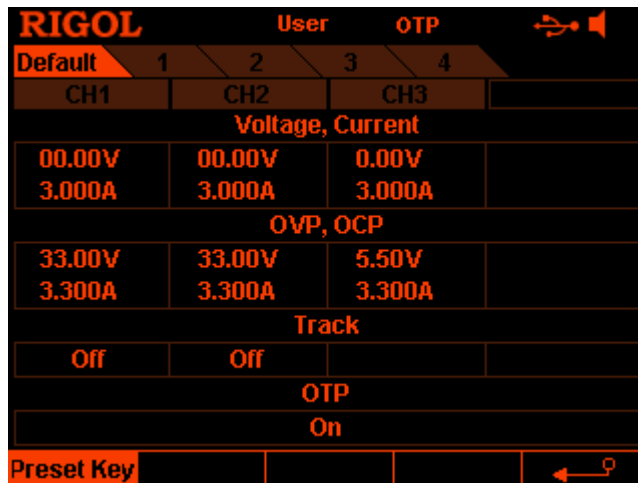 RIGOL User OTP
Default 1 2 3 4
CH1 CH2 CH3
Voltage, Current
00.00V 00.00V 0.00V
3.000A 3.000A 3.000A
OVP, OCP
33.00V 33.00V 5.50V
3.300A 3.300A 3.300A
Track
Off Off
OTP
On
Preset Key